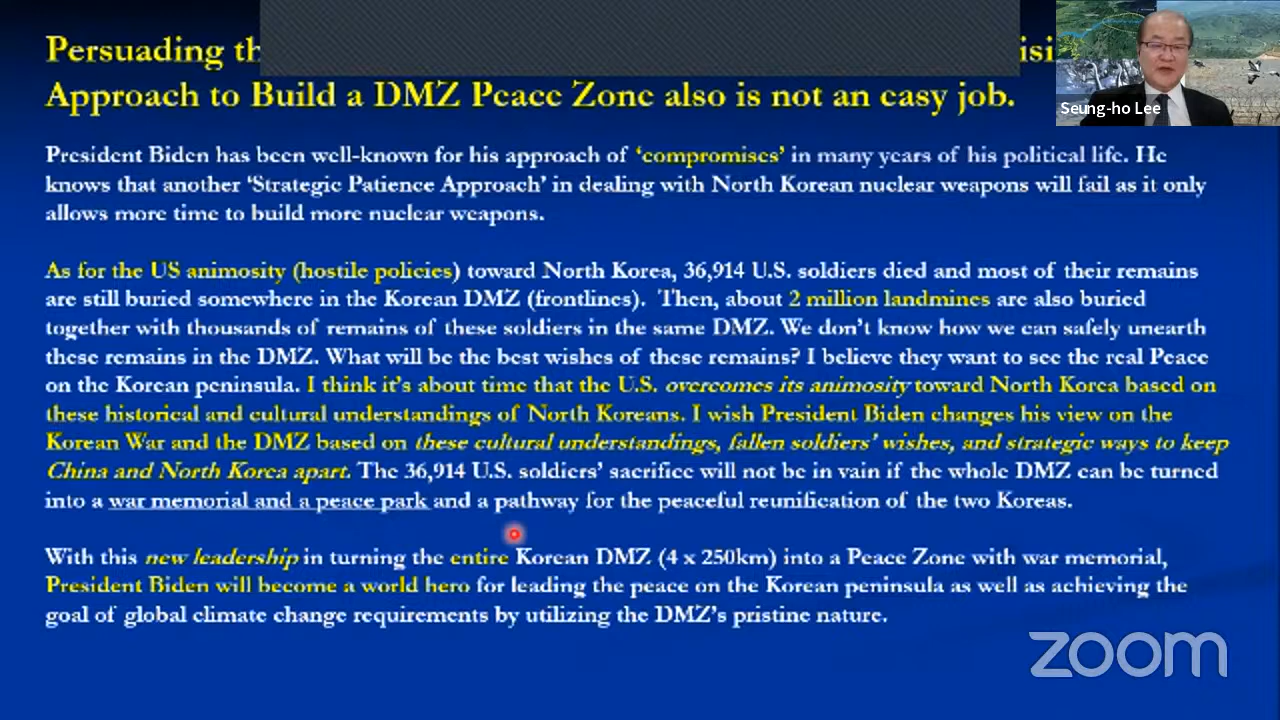 Persuading th isi
Approach to Build a DMZ Peace Zone also is not an easy job.
Seung-ho Lee
President Biden has been well-known for his approach of ‘compromises’ in many years of his political life. He
knows that another ‘Strategic Patience Approach’ in dealing with North Korean nuclear weapons will fail as it only
allows more time to build more nuclear weapons.
As for the US animosity (hostile policies) toward North Korea, 36,914 U.S. soldiers died and most of their remains
are still buried somewhere in the Korean DMZ (frontlines). Then, about 2 million landmines are also buried
together with thousands of remains of these soldiers in the same DMZ. We don’t know how we can safely unearth
these remains in the DMZ. What will be the best wishes of these remains? I believe they want to see the real Peace
on the Korean peninsula. I think it’s about time that the U.S. overcomes its animosity toward North Korea based on
these historical and cultural understandings of North Koreans. I wish President Biden changes his view on the
Korean War and the DMZ based on these cultural understandings, fallen soldiers’ wishes, and strategic ways to keep
China and North Korea apart. The 36,914 U.S. soldiers’ sacrifice will not be in vain if the whole DMZ can be turned
into a war memorial and a peace park and a pathway for the peaceful reunification of the two Koreas.
With this new leadership in turning the entire Korean DMZ (4 x 250km) into a Peace Zone with war memorial,
President Biden will become a world hero for leading the peace on the Korean peninsula as well as achieving the
goal of global climate change requirements by utilizing the DMZ’s pristine nature.
zoom